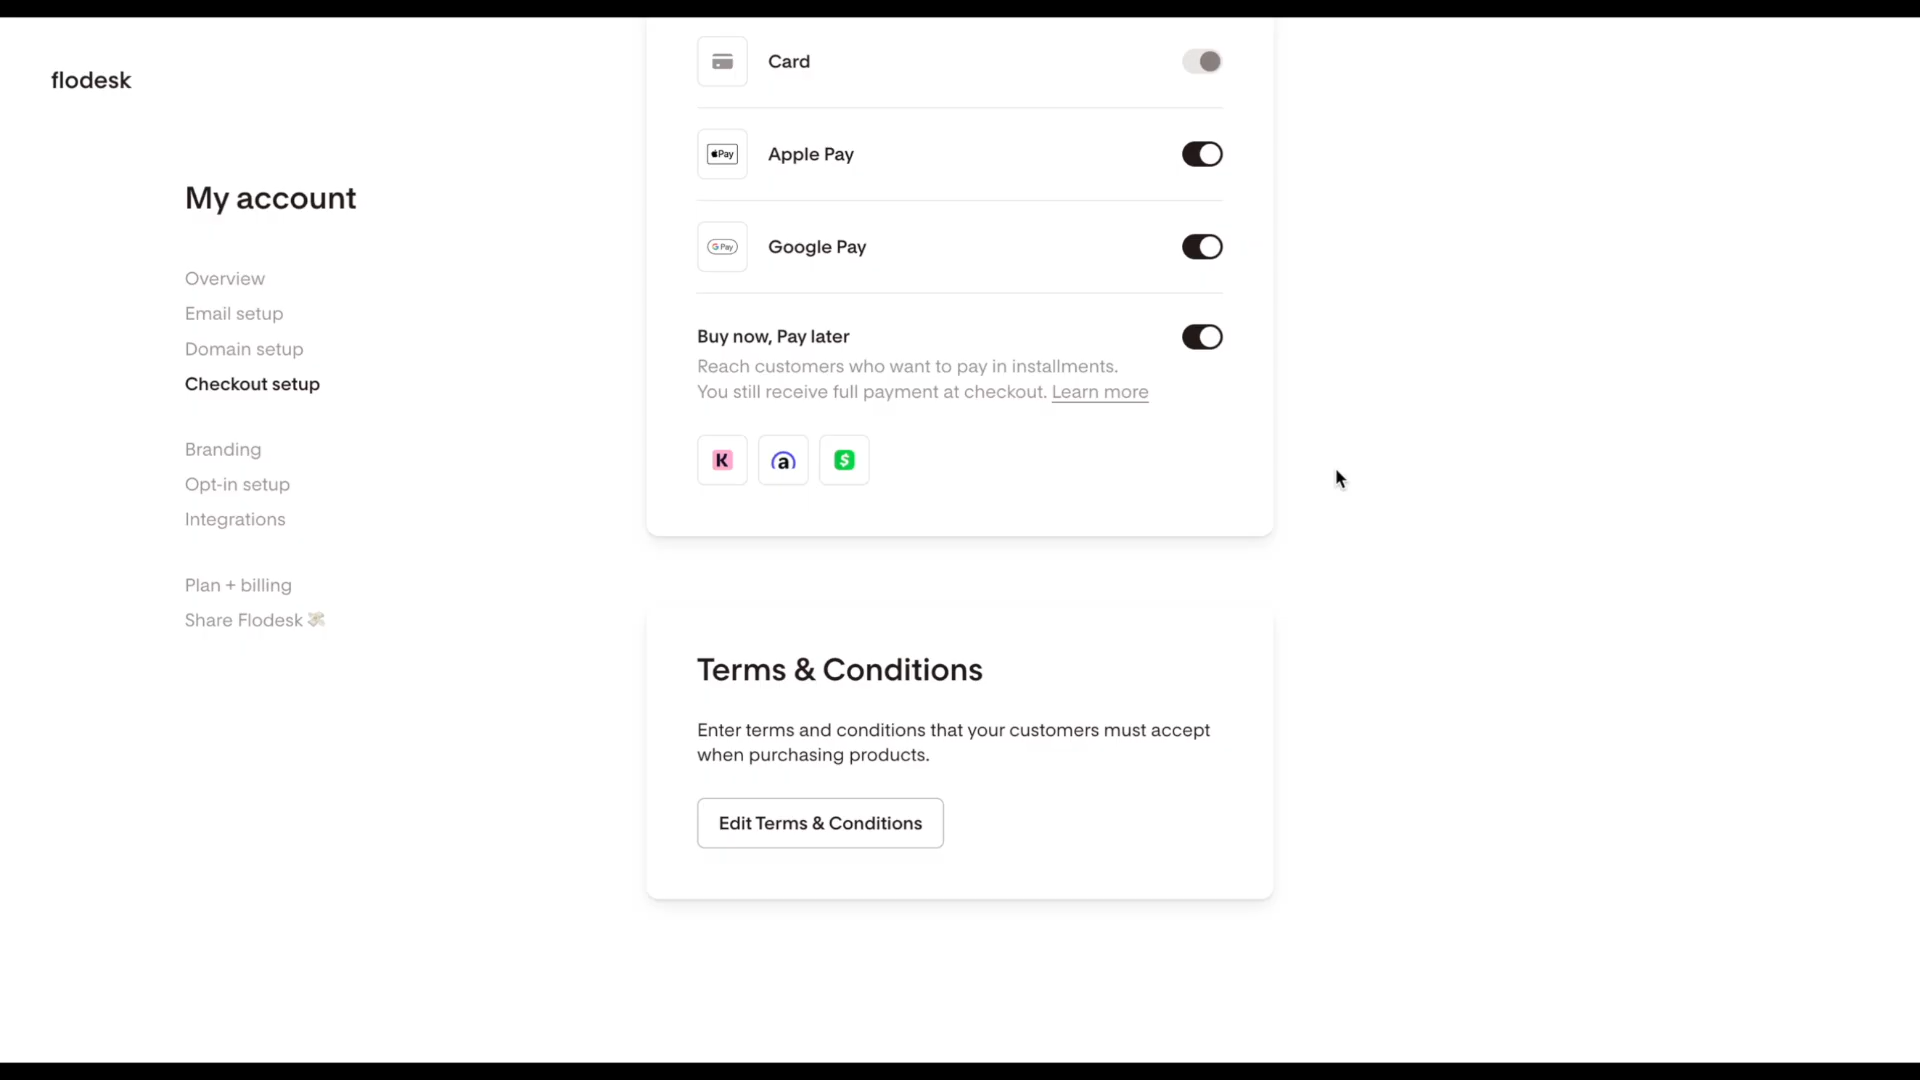 flodesk
My account
Overview
Email setup
Domain setup
Checkout setup
Branding
Opt-in setup
Integrations
Plan + billing
Share Flodesk 💸
Card
Pay
Apple Pay
G Pay
Google Pay
Buy now, Pay later
Reach customers who want to pay in installments.
You still receive full payment at checkout. Learn more
K a $
Terms & Conditions
Enter terms and conditions that your customers must accept
when purchasing products.
Edit Terms & Conditions